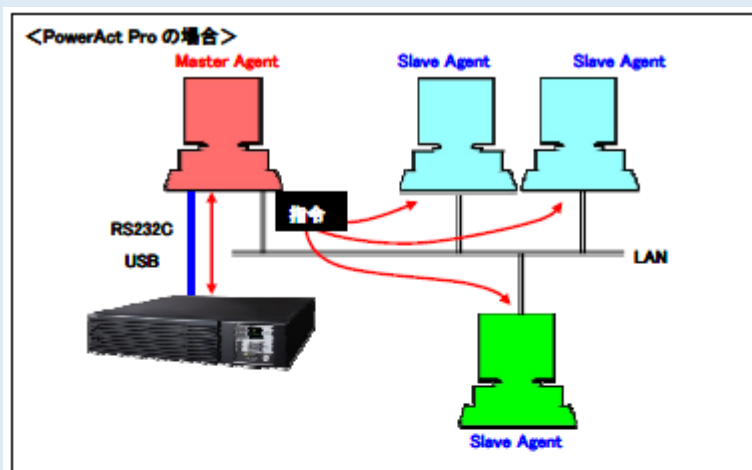 ＜PowerAct Pro の場合＞
Master Agent
Slave Agent
Slave Agent
指令
RS232C
USB
LAN
Slave Agent